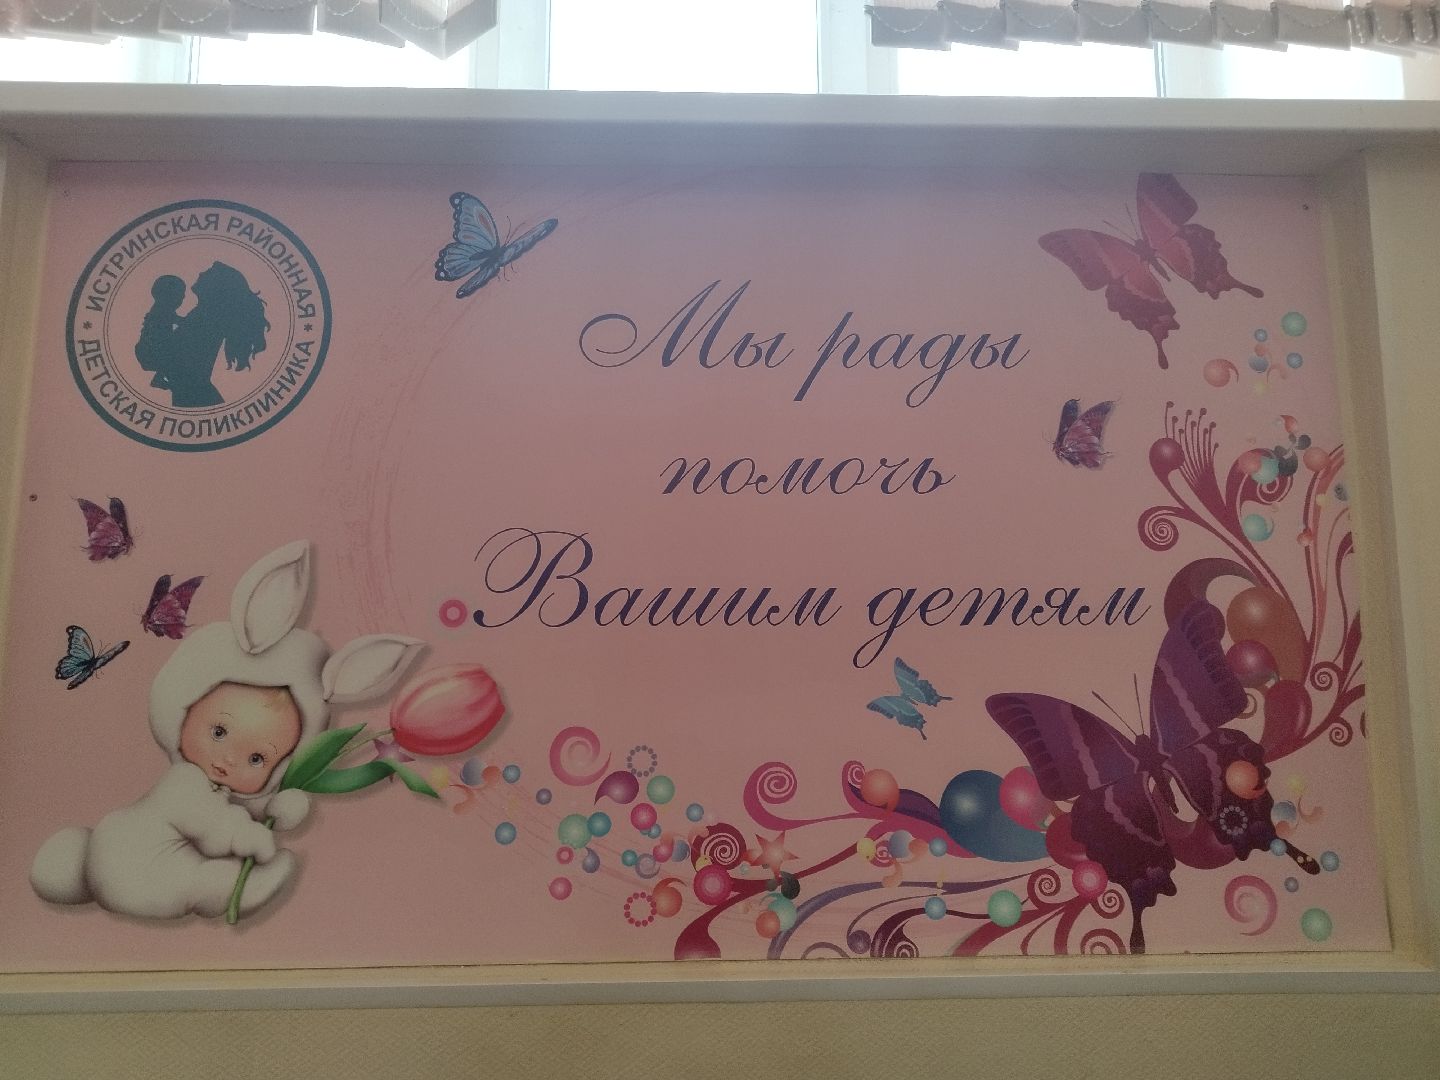 ИСТРИНСКАЯ РАЙОННАЯ
* ДЕТСКАЯ ПОЛИКЛИНИКА *
Мы рады
помочь
Вашим детям